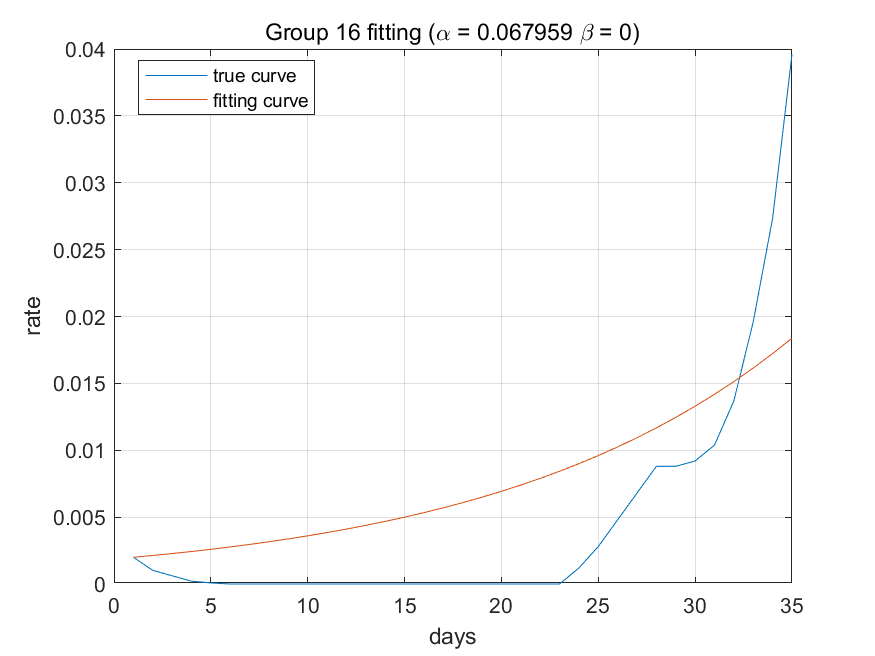 Group 16 fitting (α = 0.067959 β = 0)
0.04
true curve
fitting curve
0.035
0.03
0.025
rate
0.02
0.015
0.01
0.005
0
0 5 10 15 20 25 30 35
days